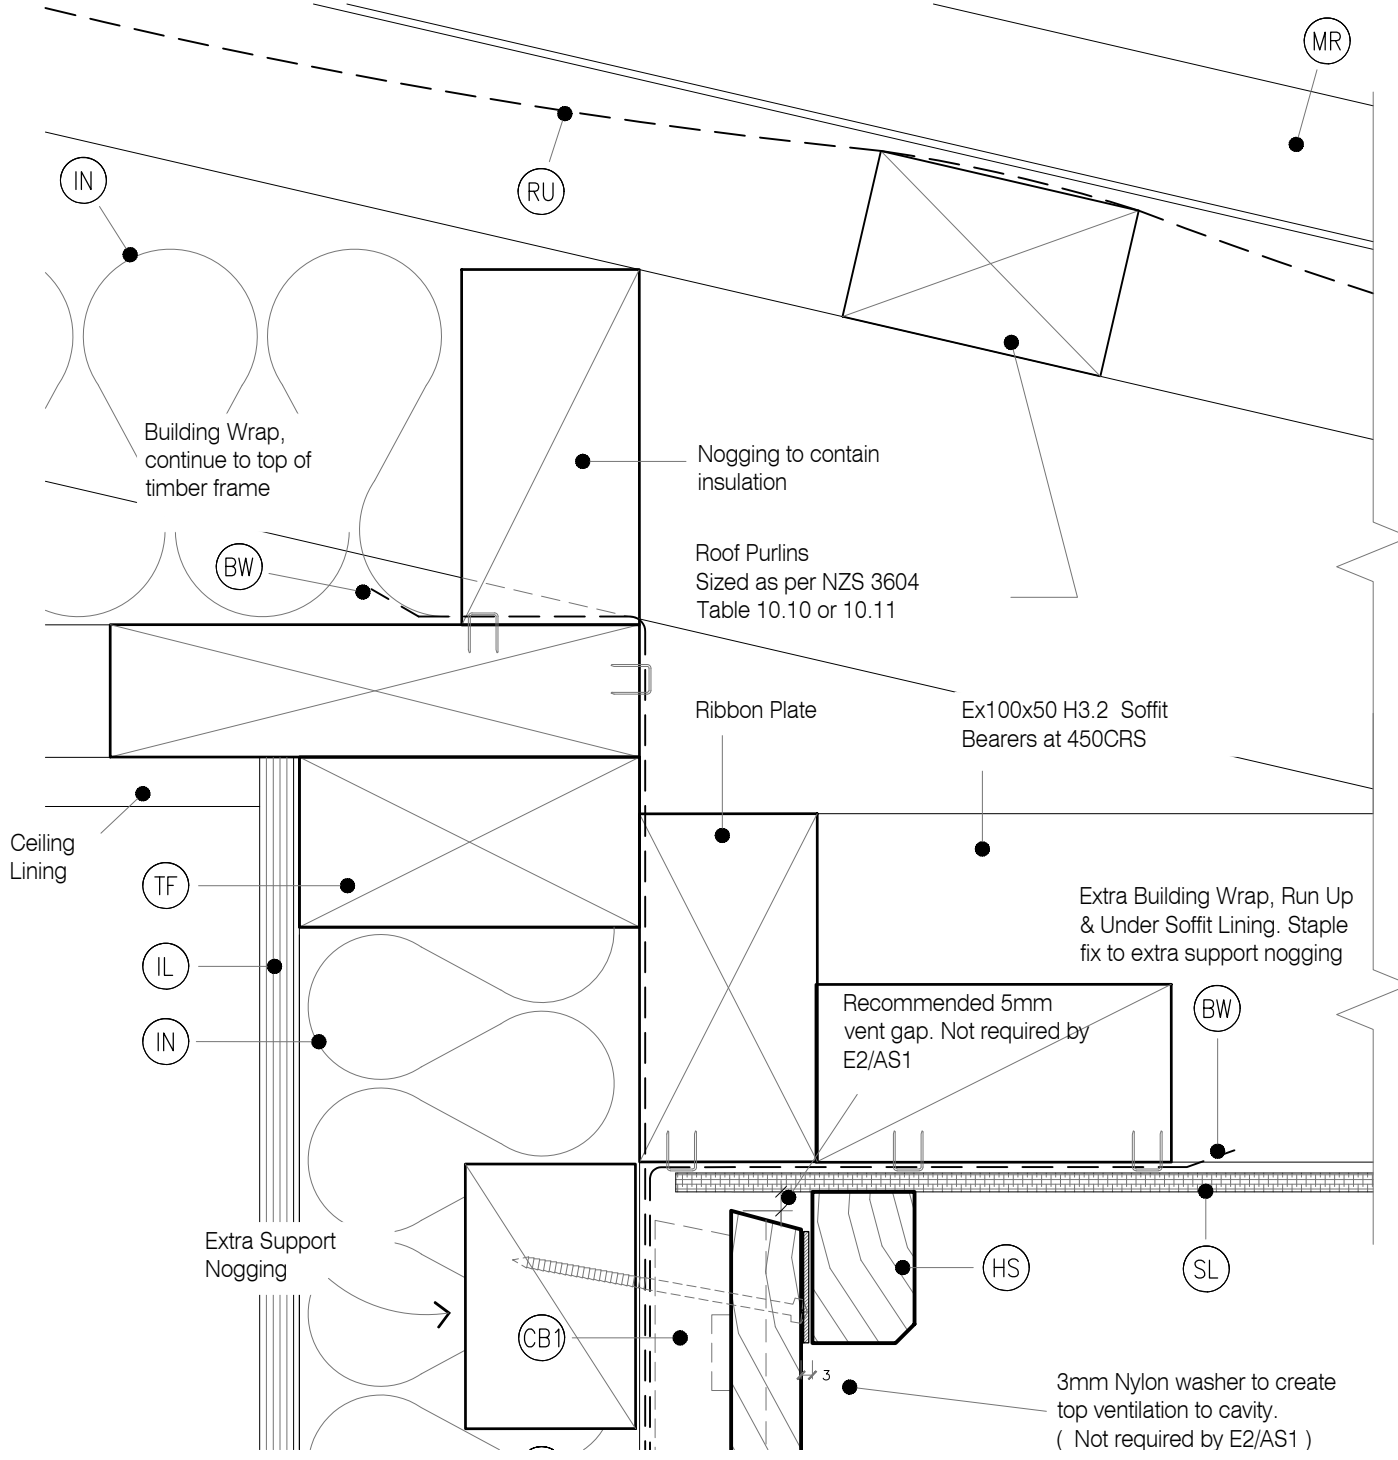 MR
IN
RU
Building Wrap,
continue to top of
timber frame
Nogging to contain
insulation
BW
Roof Purlins
Sized as per NZS 3604
Table 10.10 or 10.11
Ribbon Plate
Ex100x50 H3.2 Soffit
Bearers at 450CRS
Ceiling
Lining
TF
Extra Building Wrap, Run Up
& Under Soffit Lining. Staple
fix to extra support nogging
IL
Recommended 5mm
vent gap. Not required by
E2/AS1
BW
IN
Extra Support
Nogging
HS
SL
CB1
3
3mm Nylon washer to create
top ventilation to cavity.
( Not required by E2/AS1 )